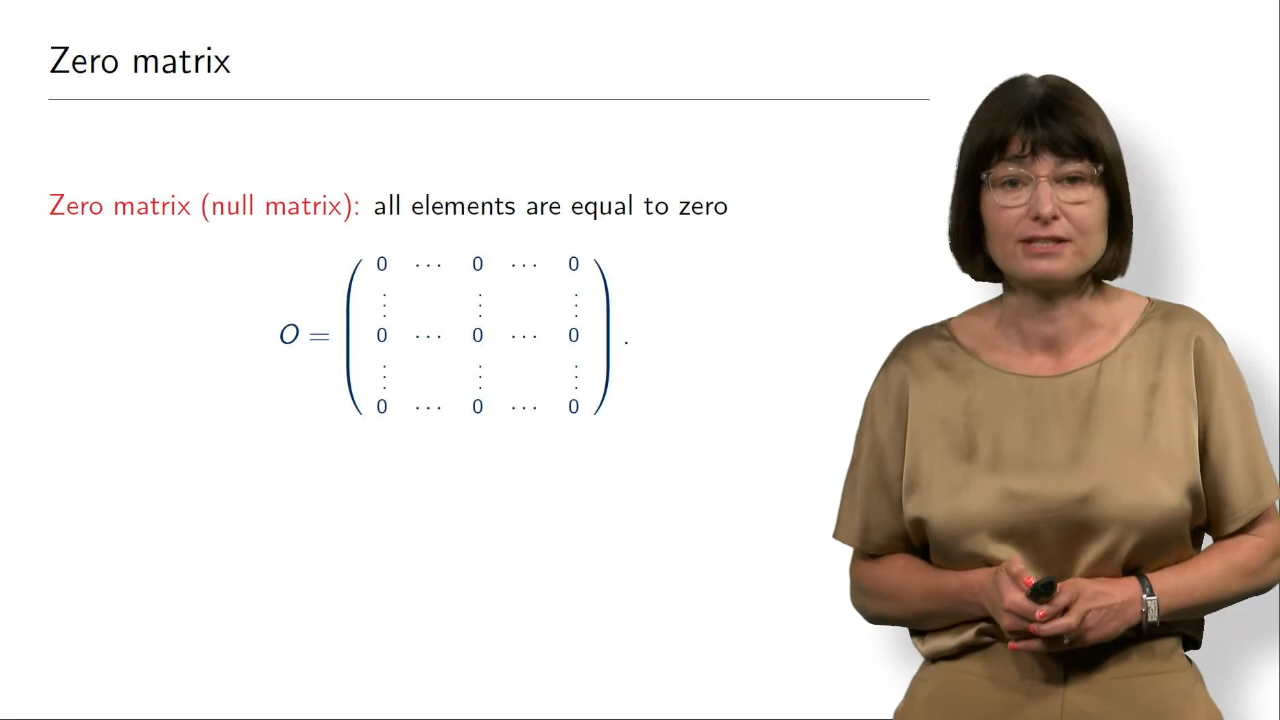 Zero matrix
Zero matrix (null matrix): all elements are equal to zero
O = ( 0 ⋯ 0 ⋯ 0
⋮ ⋮ ⋮
0 ⋯ 0 ⋯ 0
⋮ ⋮ ⋮
0 ⋯ 0 ⋯ 0 ) .